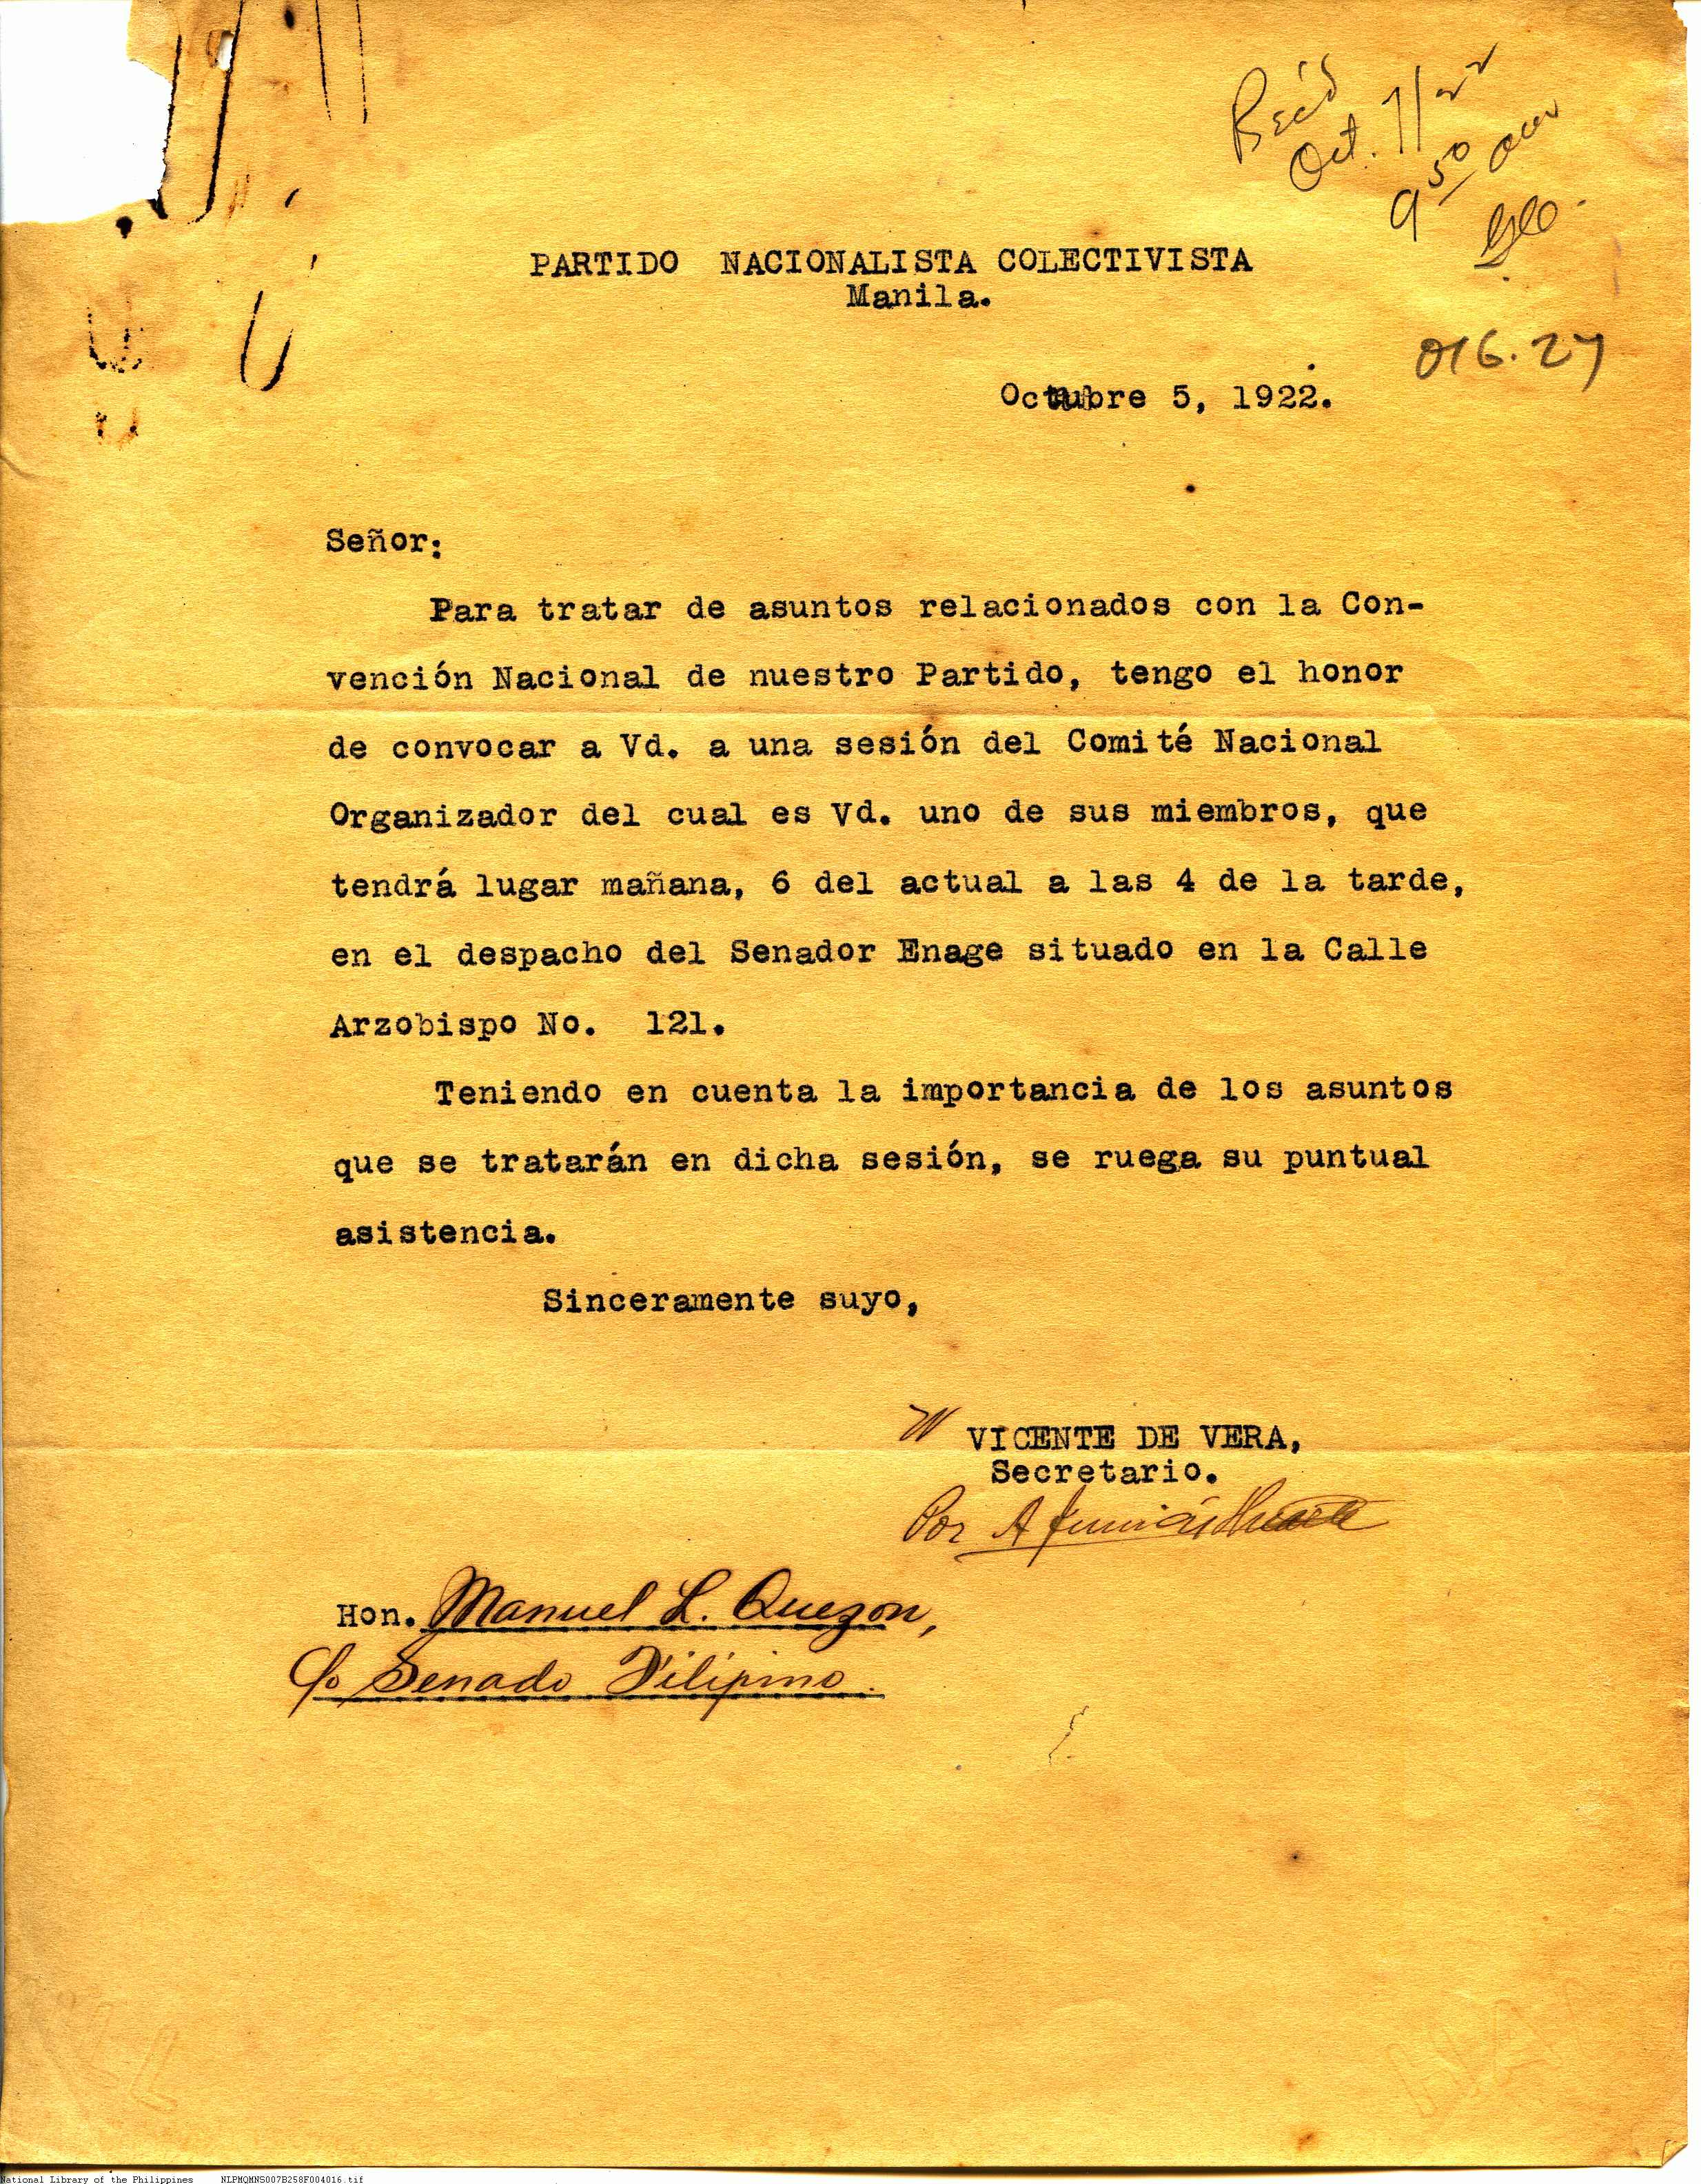 Rec'd
Oct. 7/22
9 50 am
PARTIDO NACIONALISTA COLECTIVISTA
Manila.
016.27
Octubre 5, 1922.
Señor:
Para tratar de asuntos relacionados con la Con-
vención Nacional de nuestro Partido, tengo el honor
de convocar a Vd. a una sesión del Comité Nacional
Organizador del cual es Vd. uno de sus miembros, que
tendrá lugar mañana, 6 del actual a las 4 de la tarde,
en el despacho del Senador Enage situado en la Calle
Arzobispo No. 121.
Teniendo en cuenta la importancia de los asuntos
que se tratarán en dicha sesión, se ruega su puntual
asistencia.
Sinceramente suyo,
VICENTE DE VERA,
Secretario.
Por A
Hon. Manuel L. Quezon,
c/o Senado Filipino.
National Library of the Philippines NLPMQMNS007B258F004016.tif